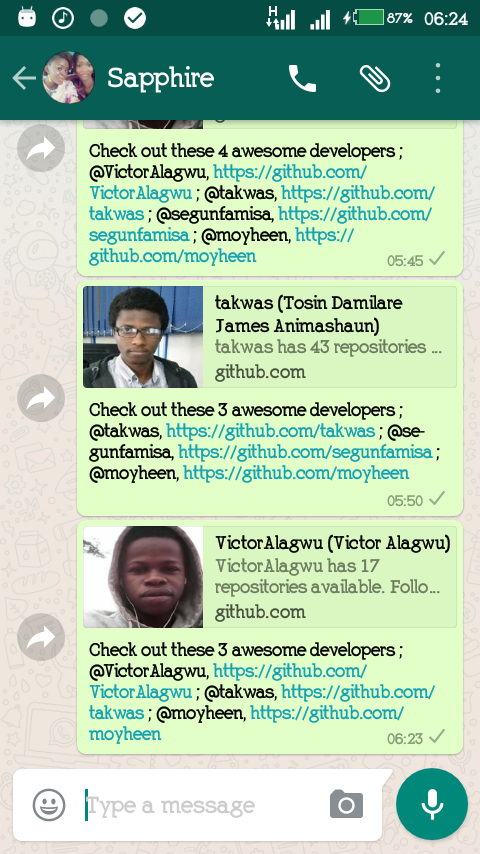 H
87%
06:24
Sapphire
Check out these 4 awesome developers ;
@VictorAlagwu, https://github.com/
VictorAlagwu ; @takwas, https://github.com/
takwas ; @segunfamisa, https://github.com/
segunfamisa ; @moyheen, https://
github.com/moyheen
05:45
takwas (Tosin Damilare
James Animashaun)
takwas has 43 repositories ...
github.com
Check out these 3 awesome developers ;
@takwas, https://github.com/takwas ; @se-
gunfamisa, https://github.com/segunfamisa ;
@moyheen, https://github.com/moyheen
05:50
VictorAlagwu (Victor Alagwu)
VictorAlagwu has 17
repositories available. Follo...
github.com
Check out these 3 awesome developers ;
@VictorAlagwu, https://github.com/
VictorAlagwu ; @takwas, https://github.com/
takwas ; @moyheen, https://github.com/
moyheen
06:23
Type a message